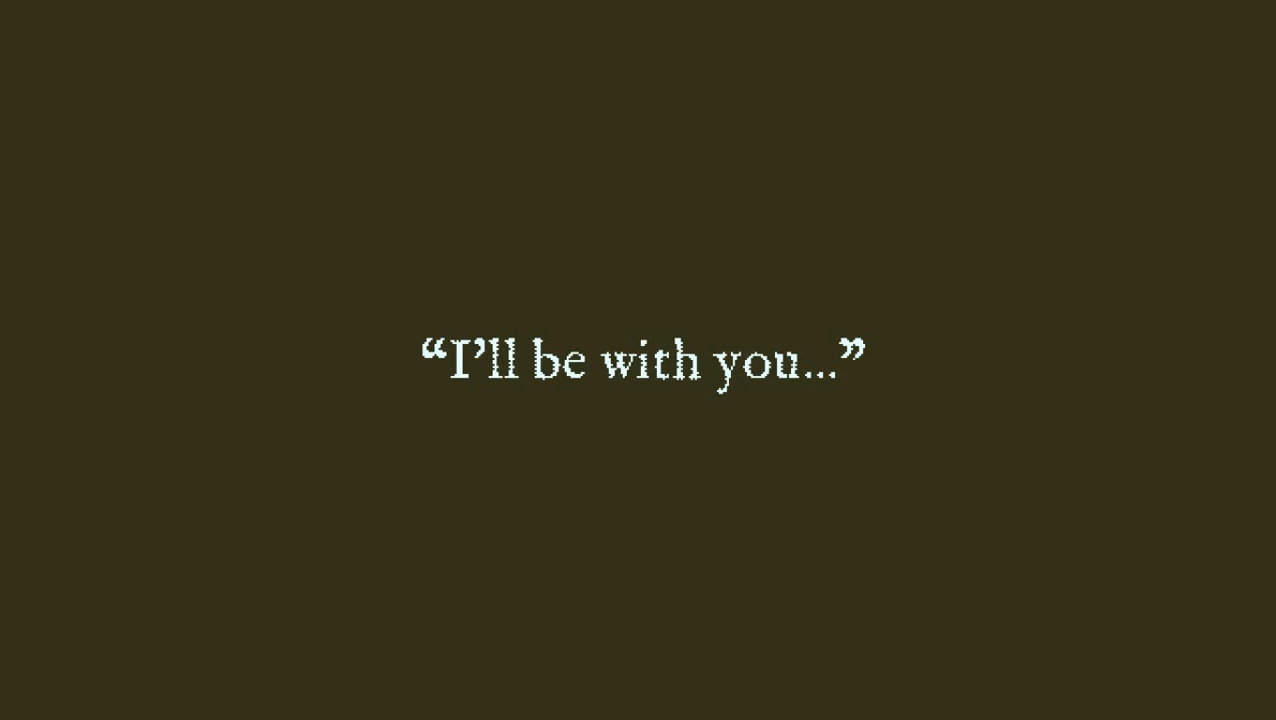 “I’ll be with you...”